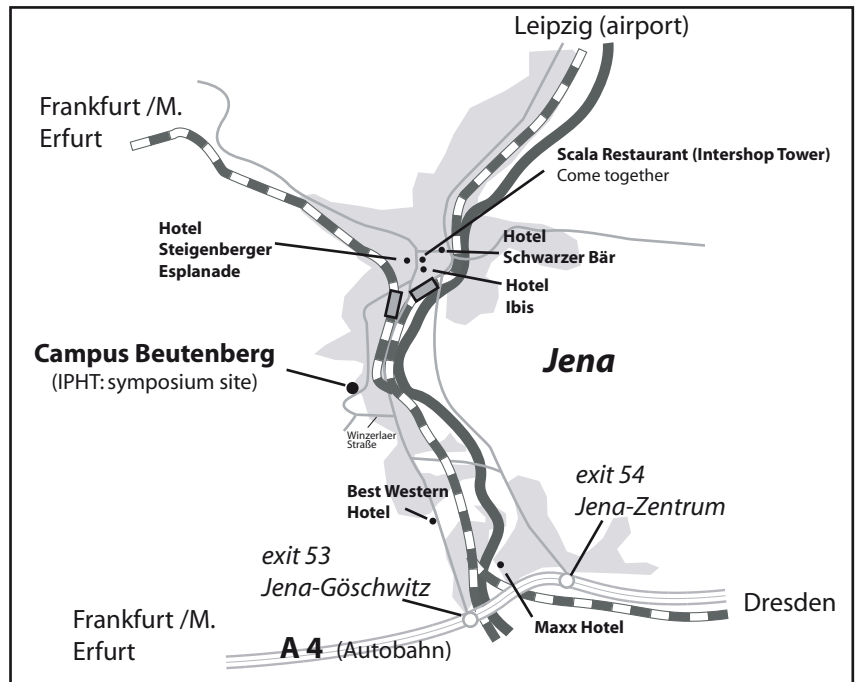 Leipzig (airport)
Frankfurt /M.
Erfurt
Scala Restaurant (Intershop Tower)
Come together
Hotel
Steigenberger
Esplanade
Hotel
Schwarzer Bär
Hotel
Ibis
Campus Beutenberg
(IPHT: symposium site)
Jena
Winzerlaer
Straße
exit 54
Jena-Zentrum
Best Western
Hotel
exit 53
Jena-Göschwitz
Dresden
Frankfurt /M.
Erfurt
Maxx Hotel
A 4 (Autobahn)